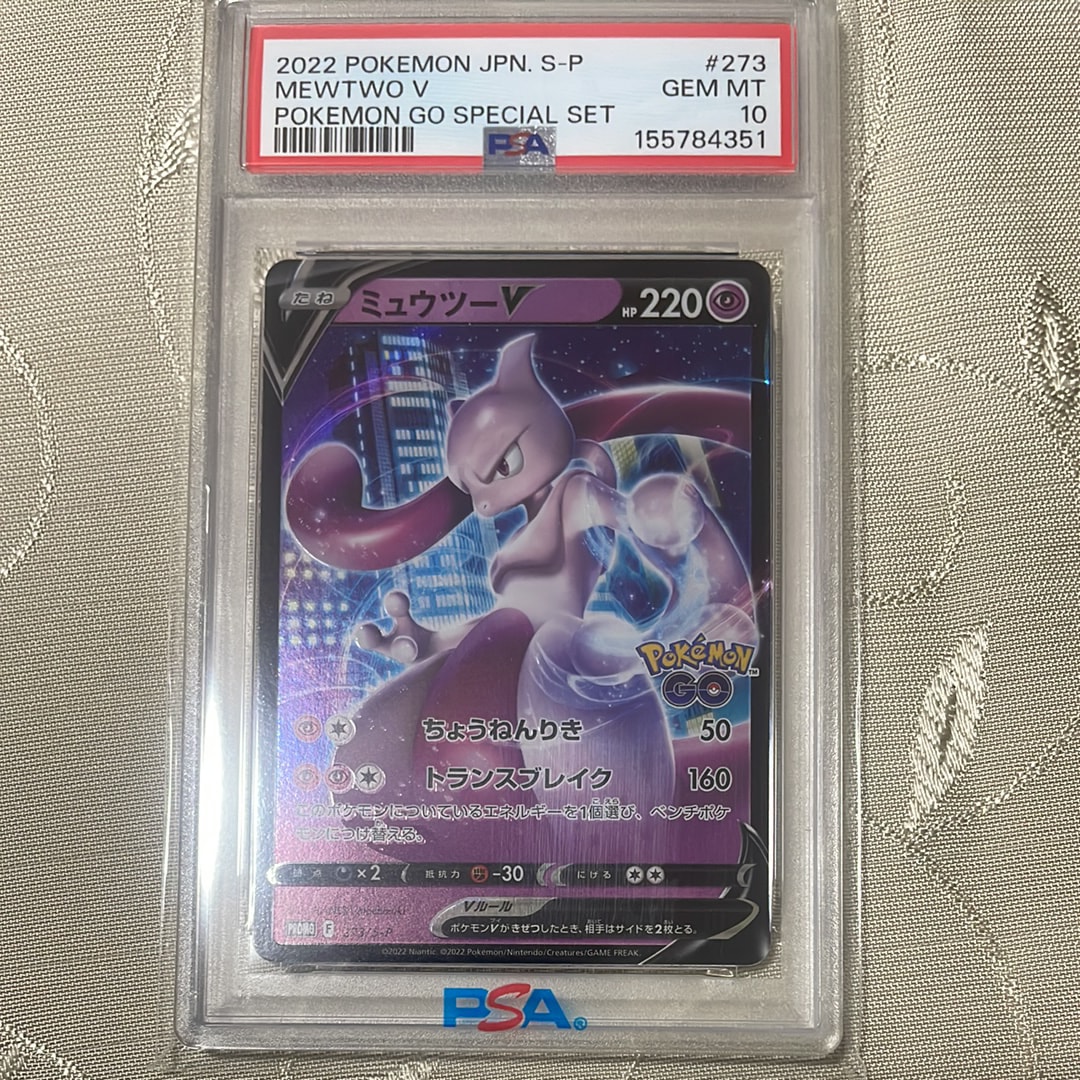 2022 POKEMON JPN. S-P #273
MEWTWO V GEM MT
POKEMON GO SPECIAL SET 10
PSA 155784351
たね ミュウツーV HP 220
Pokémon GO
ちょうねんりき 50
トランスブレイク 160
このポケモンについているエネルギーを1個選び、ベンチポケ
モンにつけ替える。
弱点 ×2 抵抗力 -30 にげる
Vルール
ポケモンVがきぜつしたとき、相手はサイドを2枚とる。
PROMO F 273/S-P
©2022 Niantic. ©2022 Pokémon/Nintendo/Creatures/GAME FREAK.
PSA®